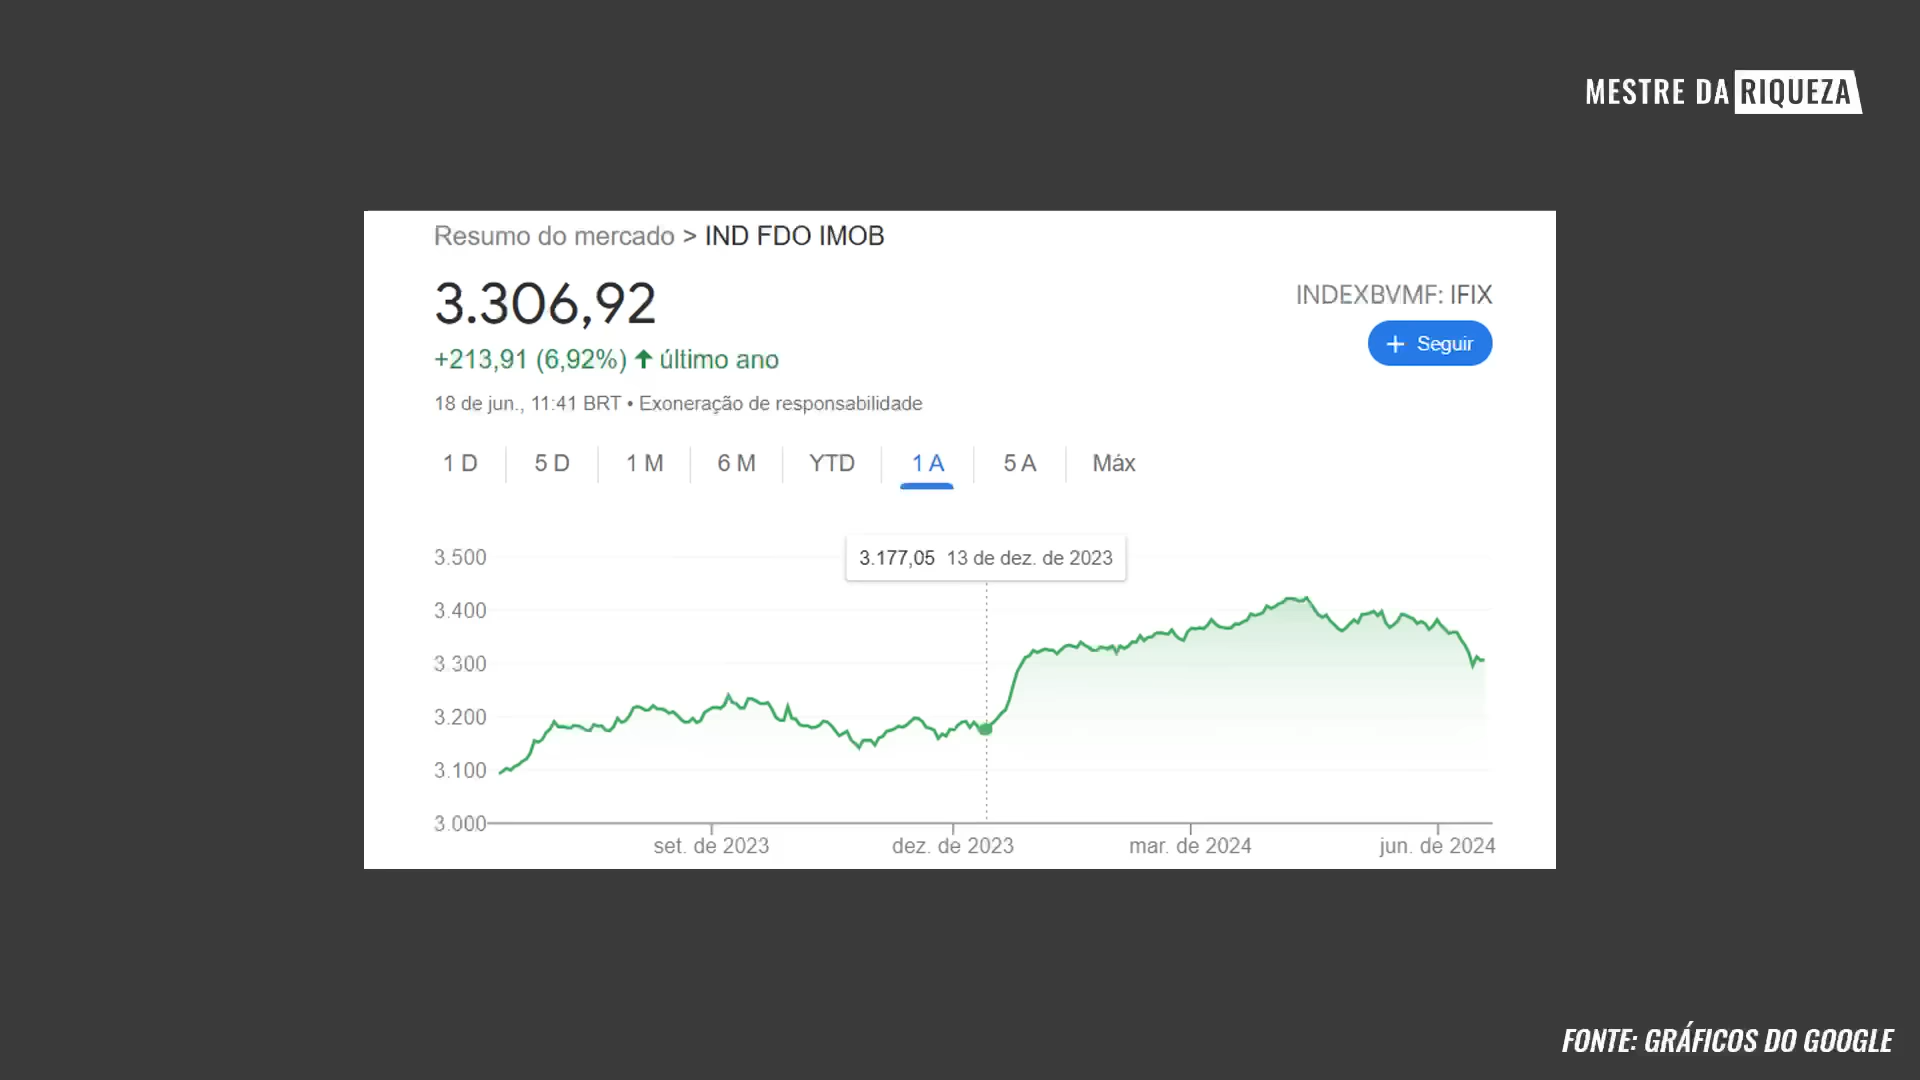 MESTRE DA RIQUEZA
Resumo do mercado > IND FDO IMOB
3.306,92
INDEXBVMF: IFIX
+ Seguir
+213,91 (6,92%) ↑ último ano
18 de jun., 11:41 BRT • Exoneração de responsabilidade
1 D 5 D 1 M 6 M YTD 1 A 5 A Máx
3.177,05 13 de dez. de 2023
3.500
3.400
3.300
3.200
3.100
3.000
set. de 2023 dez. de 2023 mar. de 2024 jun. de 2024
FONTE: GRÁFICOS DO GOOGLE